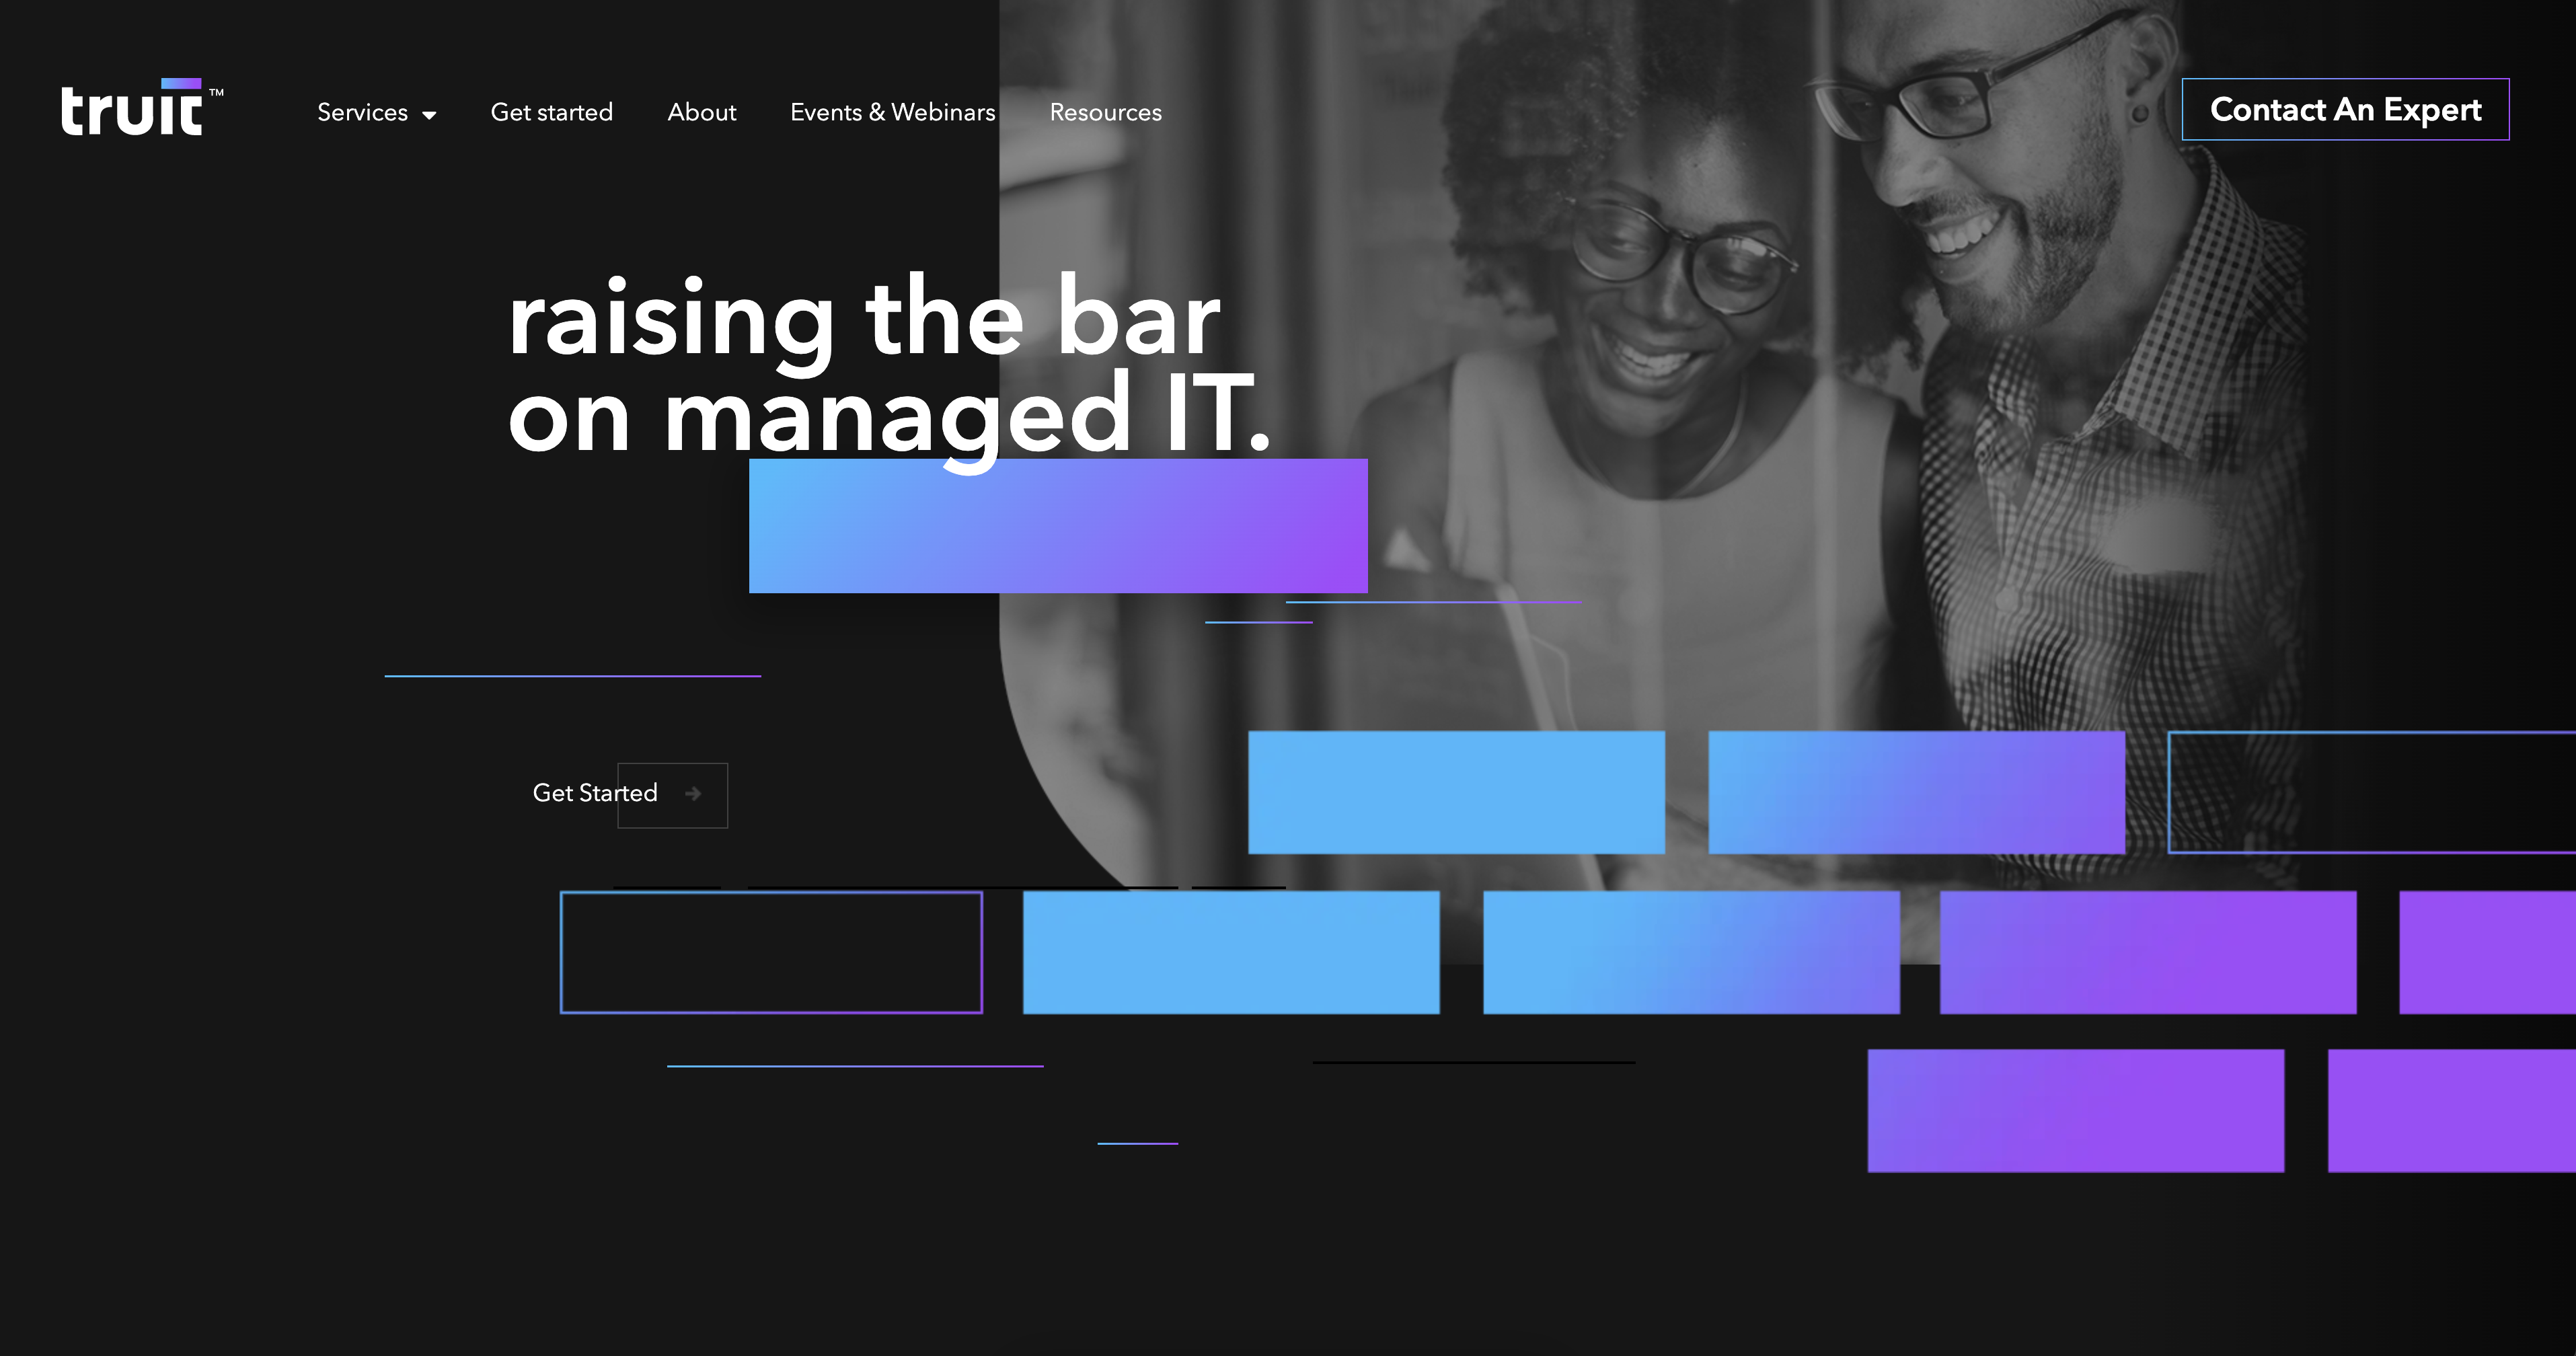 truit™
Services
Get started
About
Events & Webinars
Resources
Contact An Expert
raising the bar
on managed IT.
Get Started